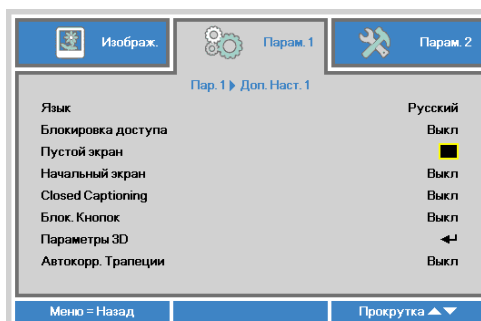 Изображ. Парам. 1 Парам. 2
Пар. 1 Доп. Наст. 1
Язык Русский
Блокировка доступа Выкл
Пустой экран
Начальный экран Выкл
Closed Captioning Выкл
Блок. Кнопок Выкл
Параметры 3D
Автокорр. Трапеции Выкл
Меню = Назад Прокрутка